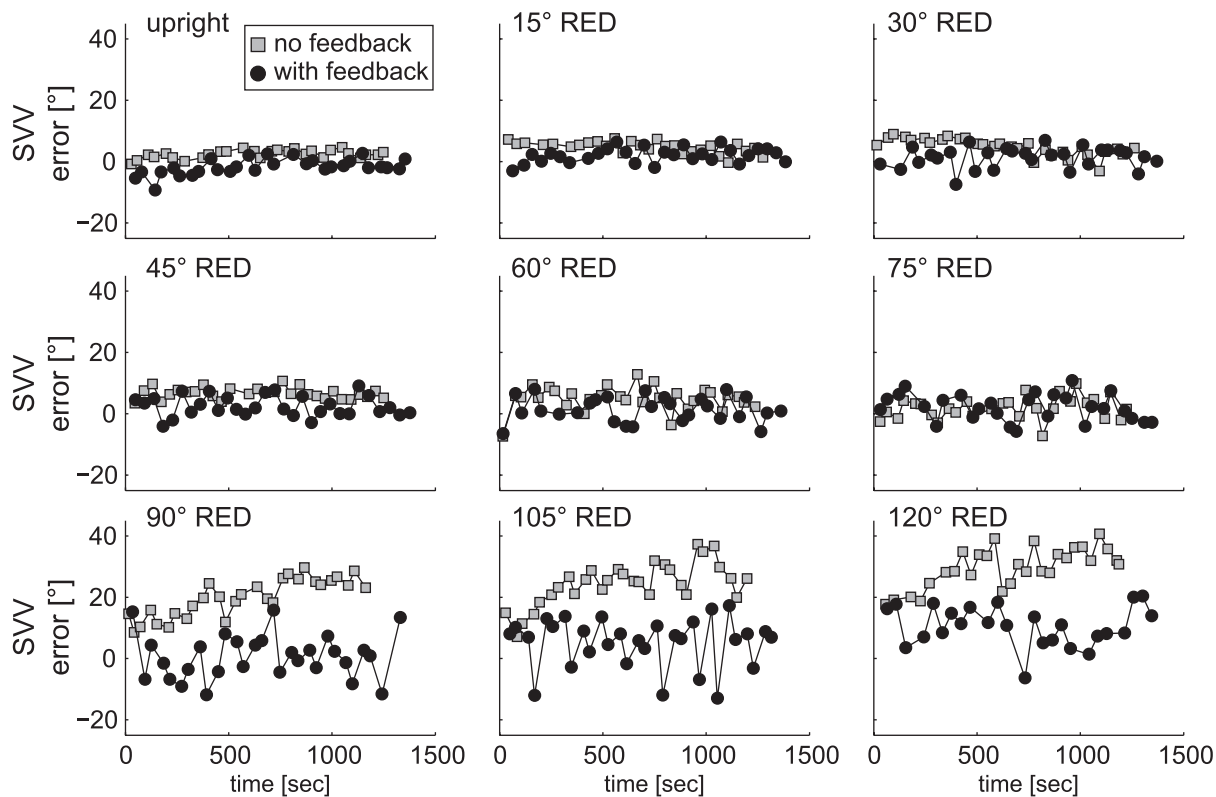 upright
15° RED
30° RED
no feedback
with feedback
SVV
error [°]
40
20
0
−20
45° RED
60° RED
75° RED
SVV
error [°]
40
20
0
−20
90° RED
105° RED
120° RED
SVV
error [°]
40
20
0
−20
0 500 1000 1500
0 500 1000 1500
0 500 1000 1500
time [sec]
time [sec]
time [sec]